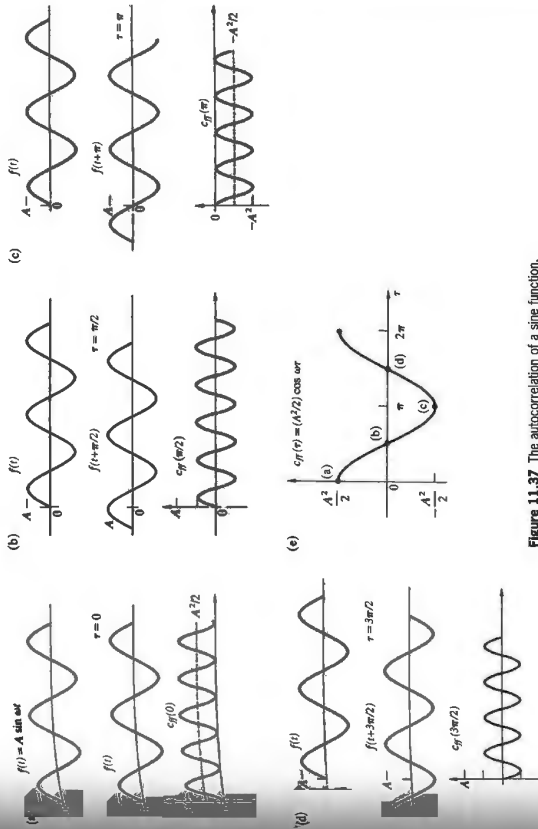 (a)
f(t) = A sin ωt
f(t)
τ = 0
c_ff(0)
A²/2
(b)
f(t)
A
0
f(t+π/2)
τ = π/2
A
0
c_ff(π/2)
A
0
(c)
f(t)
A
0
f(t+π)
τ = π
A
0
c_ff(π)
0
−A²/2
−A²
(d)
f(t)
A
f(t+3π/2)
τ = 3π/2
A
c_ff(3π/2)
A
(e)
c_ff(τ) = (A²/2) cos ωτ
A²/2
(a)
(b)
(d)
0
π
2π
τ
(c)
−A²/2
Figure 11.37 The autocorrelation of a sine function.